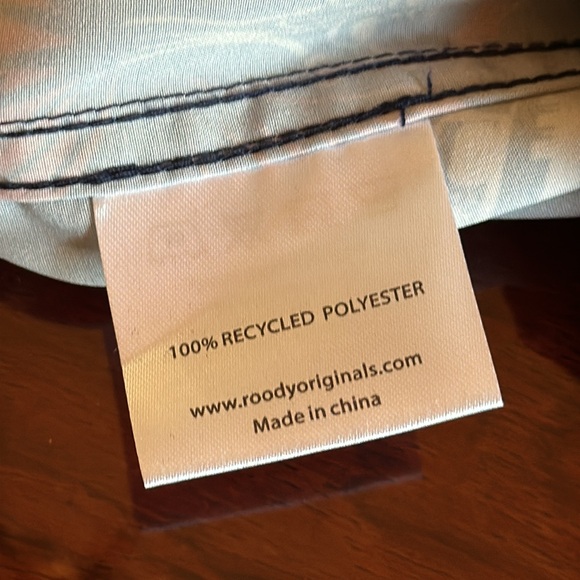 100% RECYCLED POLYESTER
www.roodyoriginals.com
Made in china